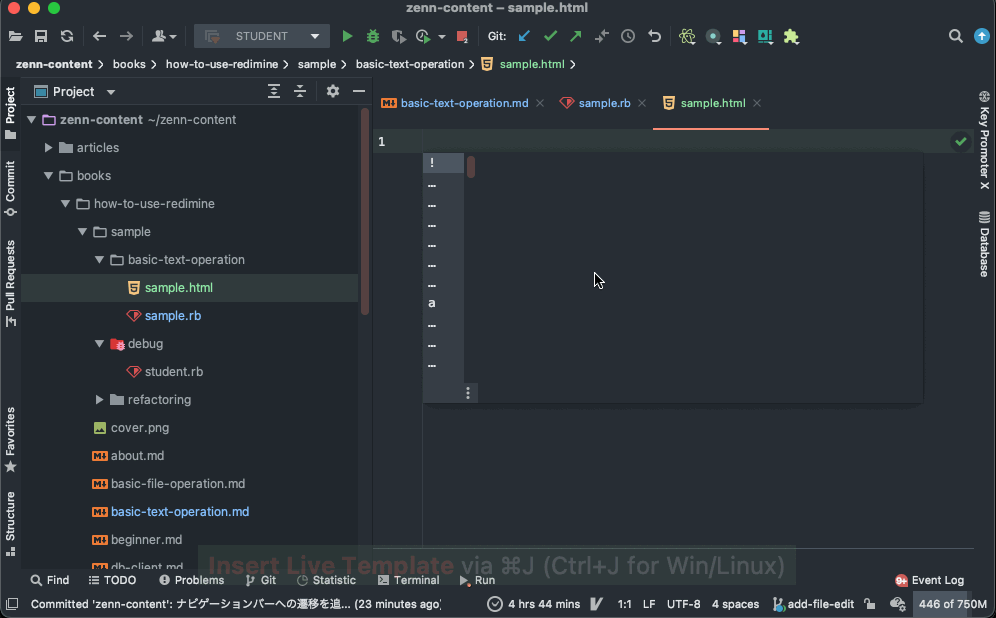 zenn-content – sample.html
STUDENT
Git:
zenn-content
books
how-to-use-redimine
sample
basic-text-operation
sample.html
Project
basic-text-operation.md
sample.rb
sample.html
Project
Commit
Pull Requests
Favorites
Structure
zenn-content ~/zenn-content
articles
books
how-to-use-redimine
sample
basic-text-operation
sample.html
sample.rb
debug
student.rb
refactoring
cover.png
about.md
basic-file-operation.md
basic-text-operation.md
beginner.md
db-client.md
1
!
…
…
…
…
…
…
a
…
…
…
Key Promoter X
Database
Insert Live Template via ⌘J (Ctrl+J for Win/Linux)
Find
TODO
Problems
Git
Statistic
Terminal
Run
9+ Event Log
Committed 'zenn-content': ナビゲーションバーへの遷移を追... (23 minutes ago)
4 hrs 44 mins
1:1
LF
UTF-8
4 spaces
add-file-edit
446 of 750M